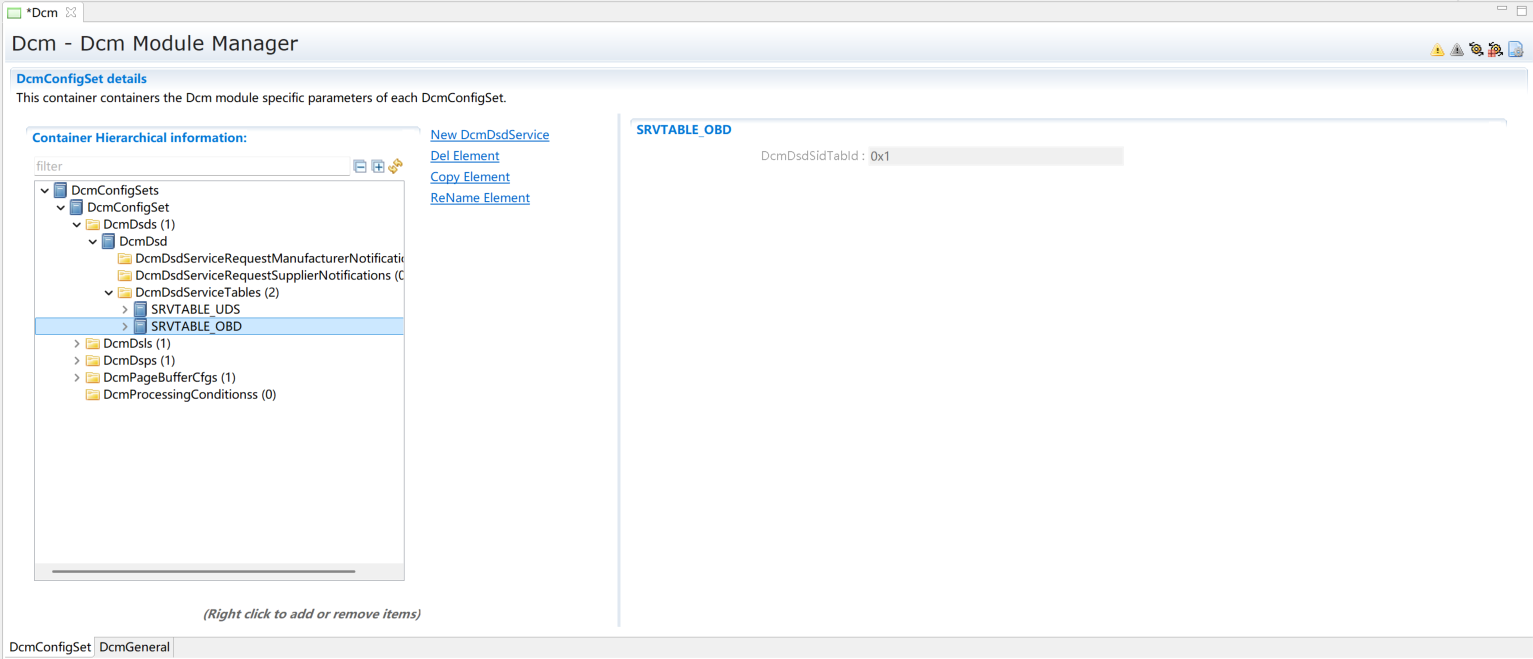 *Dcm
Dcm - Dcm Module Manager
DcmConfigSet details
This container containers the Dcm module specific parameters of each DcmConfigSet.
Container Hierarchical information:
filter
DcmConfigSets
DcmConfigSet
DcmDsds (1)
DcmDsd
DcmDsdServiceRequestManufacturerNotificatio
DcmDsdServiceRequestSupplierNotifications (0
DcmDsdServiceTables (2)
SRVTABLE_UDS
SRVTABLE_OBD
DcmDsls (1)
DcmDsps (1)
DcmPageBufferCfgs (1)
DcmProcessingConditionss (0)
(Right click to add or remove items)
New DcmDsdService
Del Element
Copy Element
ReName Element
SRVTABLE_OBD
DcmDsdSidTabId : 0x1
DcmConfigSet DcmGeneral